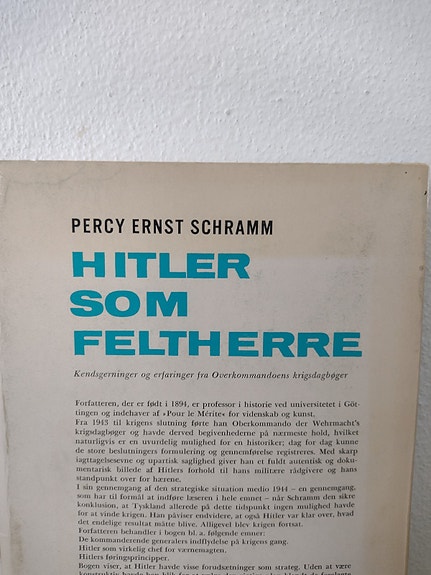 PERCY ERNST SCHRAMM
HITLER
SOM
FELTHERRE
Kendsgerninger og erfaringer fra Overkommandoens krigsdagbøger
Forfatteren, der er født i 1894, er professor i historie ved universitetet i Göt-
tingen og indehaver af »Pour le Mérite« for videnskab og kunst.
Fra 1943 til krigens slutning førte han Oberkommando der Wehrmacht's
krigsdagbøger og havde derved begivenhederne på nærmeste hold, hvilket
naturligvis er en uvurdelig mulighed for en historiker; dag for dag kunne
de store beslutningers formulering og gennemførelse registreres. Med skarp
iagttagelsesevne og upartisk saglighed giver han et fuldt autentisk og doku-
mentarisk billede af Hitlers forhold til hans militære rådgivere og hans
standpunkt over for hærene.
I sin gennemgang af den strategiske situation medio 1944 – en gennemgang,
som har til formål at indføre læseren i hele emnet – når Schramm den sikre
konklusion, at Tyskland allerede på dette tidspunkt ingen mulighed havde
for at vinde krigen. Han påviser endvidere, at også Hitler var klar over, hvad
det endelige resultat måtte blive. Alligevel blev krigen fortsat.
Forfatteren behandler i bogen bl. a. følgende emner:
De kommanderende generalers indflydelse på krigens gang.
Hitler som virkelig chef for værnemagten.
Hitlers føringsprincipper.
Bogen viser, at Hitler havde visse forudsætninger som strateg. Uden at være